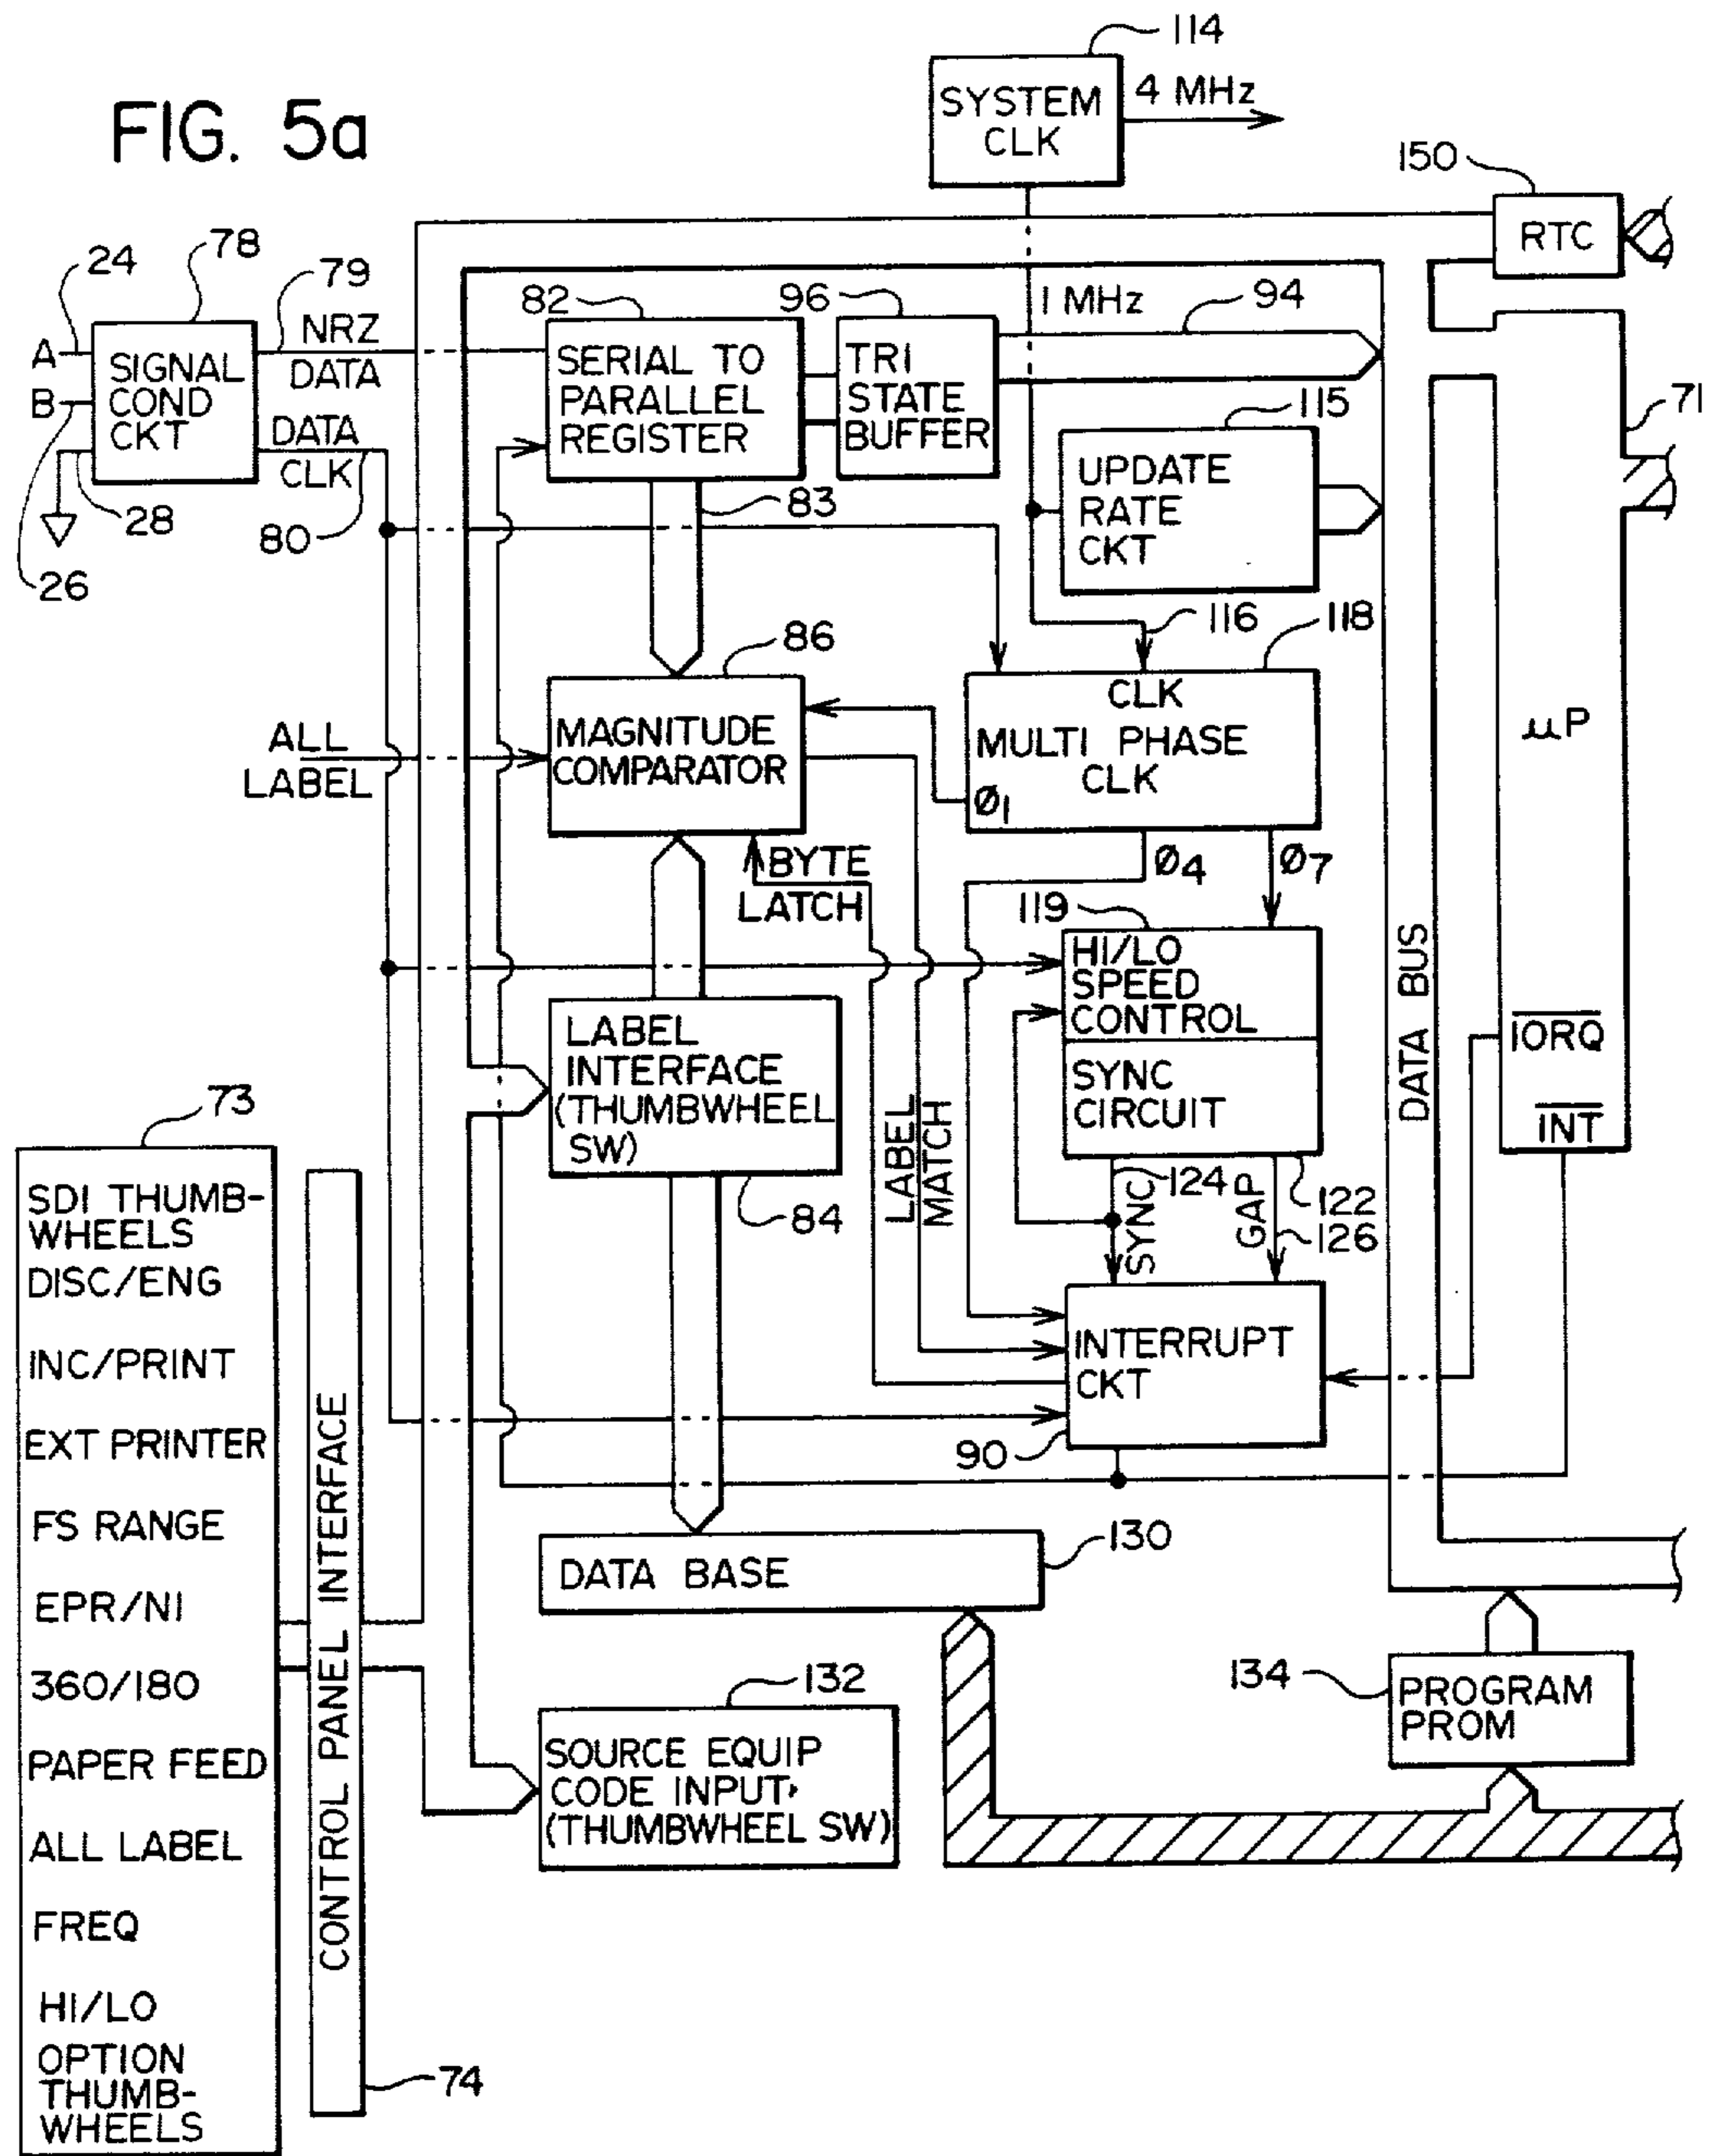 FIG. 5a
114
SYSTEM
CLK
4 MHz
150
RTC
24
78
79
A
B
SIGNAL
COND
CKT
NRZ
DATA
DATA
CLK
28
26
80
82
SERIAL TO
PARALLEL
REGISTER
96
TRI
STATE
BUFFER
1 MHz
94
83
115
UPDATE
RATE
CKT
71
116
118
86
ALL
LABEL
MAGNITUDE
COMPARATOR
CLK
MULTI PHASE
CLK
Ø1
Ø4
Ø7
µP
BYTE
LATCH
119
HI/LO
SPEED
CONTROL
SYNC
CIRCUIT
DATA BUS
IORQ
INT
LABEL
INTERFACE
(THUMBWHEEL
SW)
84
LABEL
MATCH
SYNC
124
GAP
122
126
INTERRUPT
CKT
90
73
SDI THUMB-
WHEELS
DISC/ENG
INC/PRINT
EXT PRINTER
FS RANGE
EPR/NI
360/180
PAPER FEED
ALL LABEL
FREQ
HI/LO
OPTION
THUMB-
WHEELS
CONTROL PANEL INTERFACE
74
DATA BASE
130
132
SOURCE EQUIP
CODE INPUT
(THUMBWHEEL SW)
134
PROGRAM
PROM